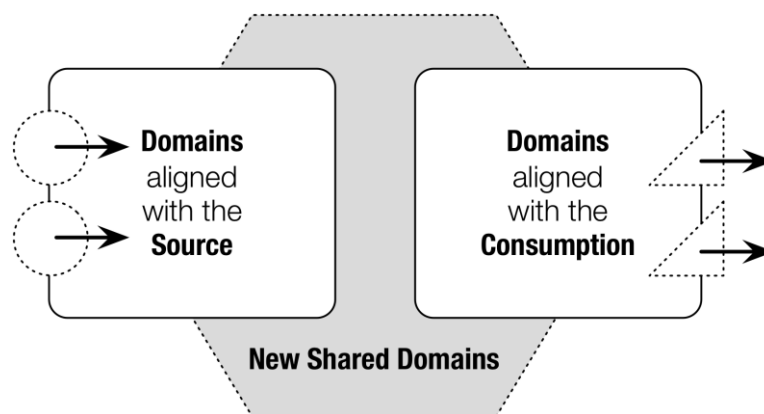 Domains
aligned
with the
Source
Domains
aligned
with the
Consumption
New Shared Domains